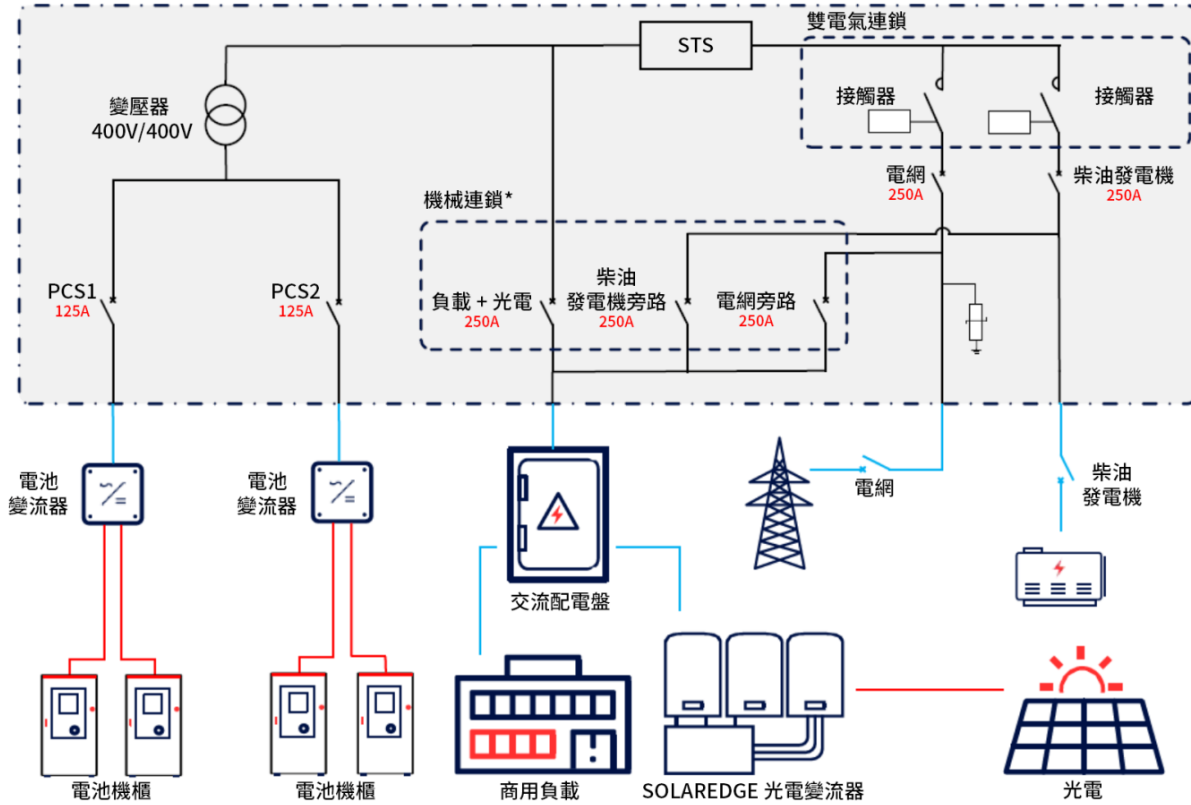 雙電氣連鎖
STS
變壓器
400V/400V
接觸器
接觸器
電網
250A
柴油發電機
250A
機械連鎖*
PCS1
125A
PCS2
125A
負載 + 光電
250A
柴油
發電機旁路
250A
電網旁路
250A
電池
變流器
電池
變流器
電網
柴油
發電機
交流配電盤
電池機櫃
電池機櫃
商用負載
SOLAREDGE 光電變流器
光電